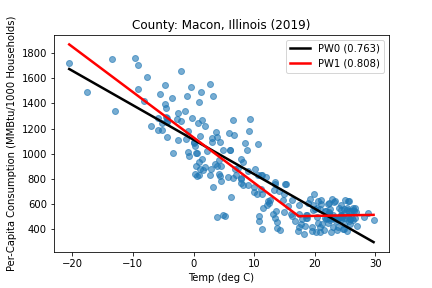 County: Macon, Illinois (2019)
Per-Capita Consumption (MMBtu/1000 Households)
1800
1600
1400
1200
1000
800
600
400
PW0 (0.763)
PW1 (0.808)
−20 −10 0 10 20 30
Temp (deg C)